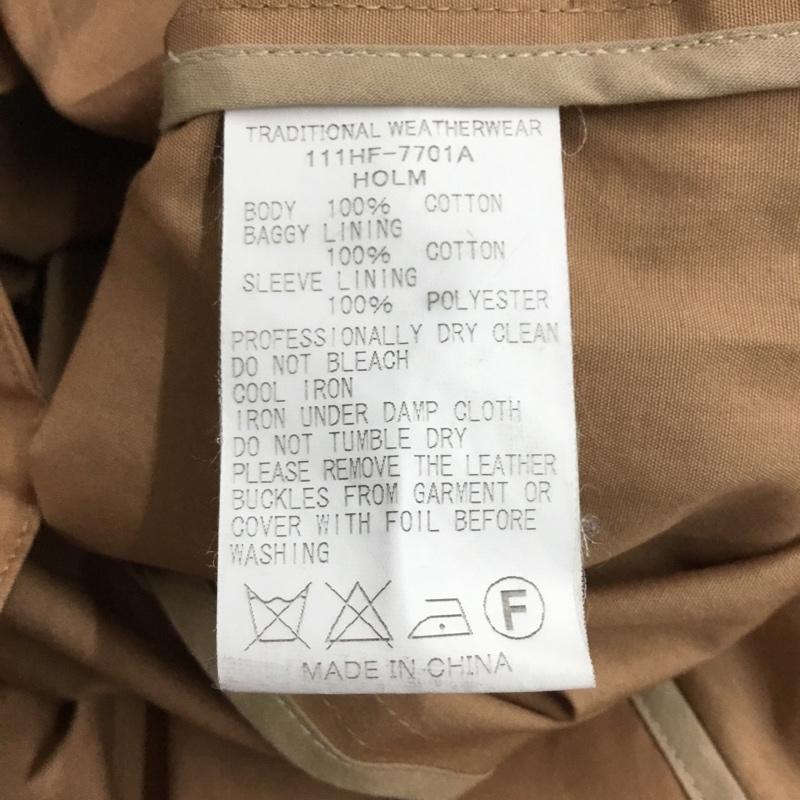 TRADITIONAL WEATHERWEAR
111HF-7701A
HOLM
BODY 100% COTTON
BAGGY LINING
100% COTTON
SLEEVE LINING
100% POLYESTER
PROFESSIONALLY DRY CLEAN
DO NOT BLEACH
COOL IRON
IRON UNDER DAMP CLOTH
DO NOT TUMBLE DRY
PLEASE REMOVE THE LEATHER
BUCKLES FROM GARMENT OR
COVER WITH FOIL BEFORE
WASHING
F
MADE IN CHINA